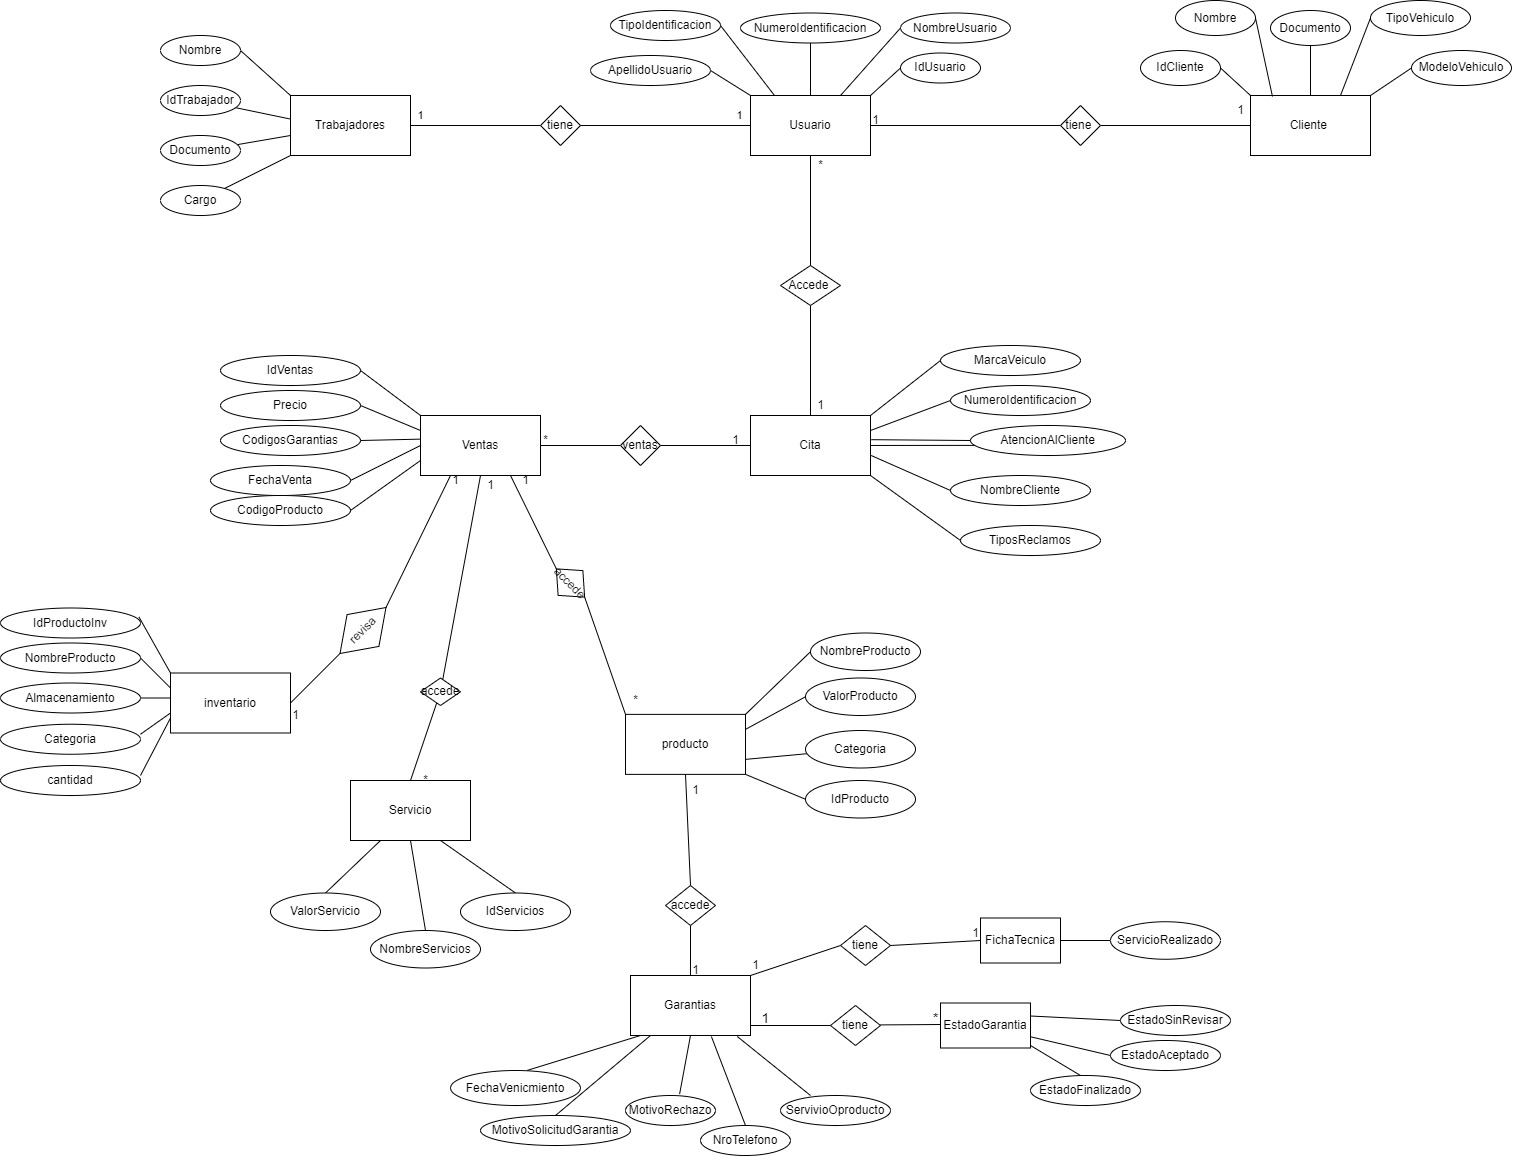 Nombre
Documento
TipoVehiculo
IdCliente
ModeloVehiculo
TipoIdentificacion
NumeroIdentificacion
NombreUsuario
ApellidoUsuario
IdUsuario
Nombre
IdTrabajador
Documento
Cargo
Trabajadores
1
tiene
1
Usuario
1
tiene
1
Cliente
*
Accede
1
IdVentas
Precio
CodigosGarantias
FechaVenta
CodigoProducto
Ventas
*
ventas
1
Cita
MarcaVeiculo
NumeroIdentificacion
AtencionAlCliente
NombreCliente
TiposReclamos
1
1
1
revisa
accede
accede
IdProductoInv
NombreProducto
Almacenamiento
Categoria
cantidad
inventario
1
*
Servicio
ValorServicio
NombreServicios
IdServicios
*
producto
NombreProducto
ValorProducto
Categoria
IdProducto
1
accede
1
Garantias
1
tiene
1
FichaTecnica
ServicioRealizado
1
tiene
*
EstadoGarantia
EstadoSinRevisar
EstadoAceptado
EstadoFinalizado
FechaVenicmiento
MotivoSolicitudGarantia
MotivoRechazo
NroTelefono
ServivioOproducto